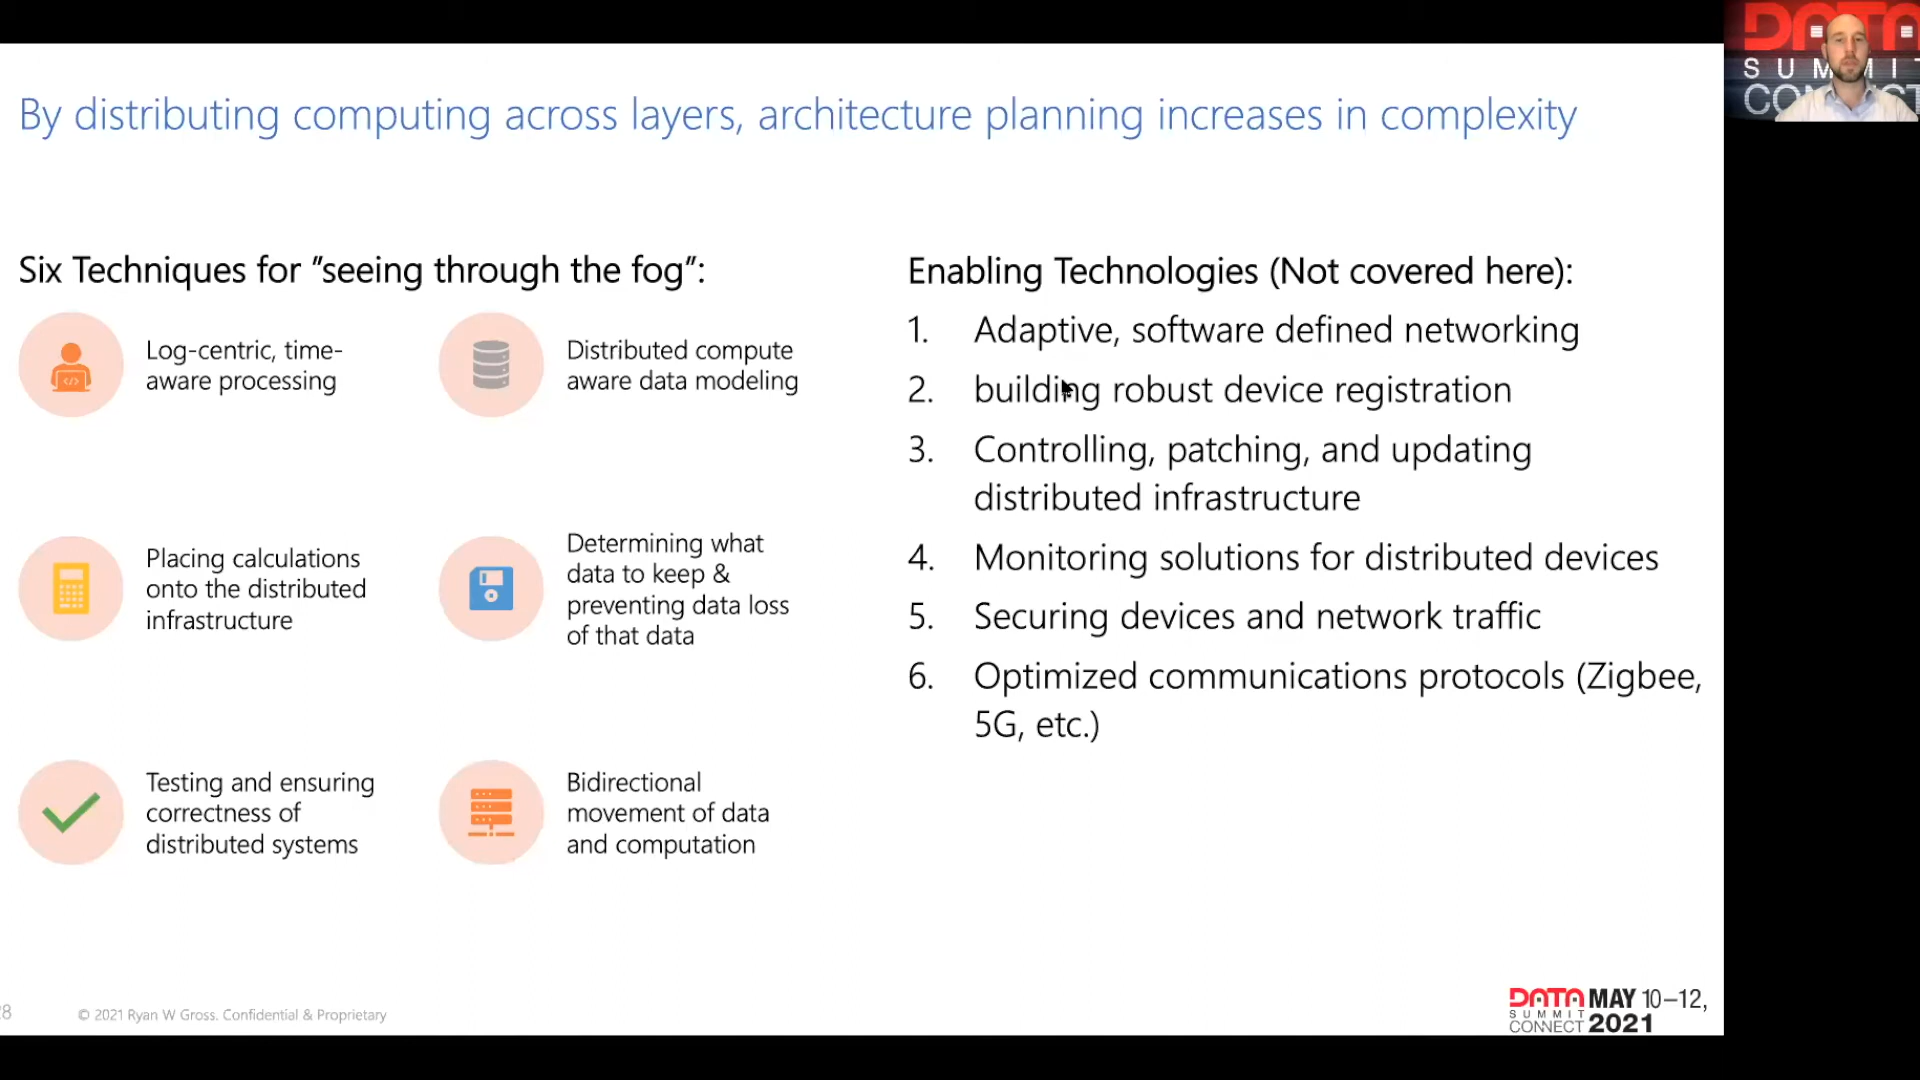 By distributing computing across layers, architecture planning increases in complexity
Six Techniques for "seeing through the fog":
Log-centric, time-
aware processing
Distributed compute
aware data modeling
Placing calculations
onto the distributed
infrastructure
Determining what
data to keep &
preventing data loss
of that data
Testing and ensuring
correctness of
distributed systems
Bidirectional
movement of data
and computation
Enabling Technologies (Not covered here):
1. Adaptive, software defined networking
2. building robust device registration
3. Controlling, patching, and updating
distributed infrastructure
4. Monitoring solutions for distributed devices
5. Securing devices and network traffic
6. Optimized communications protocols (Zigbee,
5G, etc.)
© 2021 Ryan W Gross. Confidential & Proprietary
DATA
SUMMIT
CONNECT
MAY 10–12,
2021
DATA